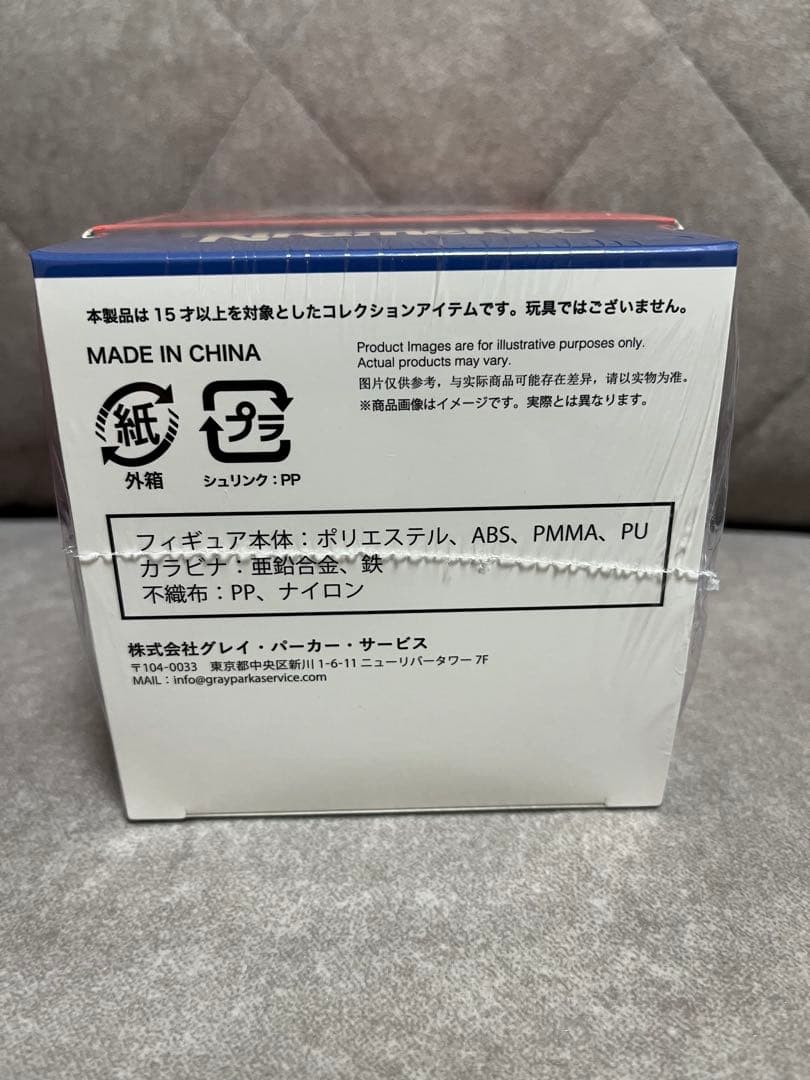 Kiramekko
本製品は15才以上を対象としたコレクションアイテムです。玩具ではございません。
MADE IN CHINA
Product Images are for illustrative purposes only.
Actual products may vary.
图片仅供参考，与实际商品可能存在差异，请以实物为准。
※商品画像はイメージです。実際とは異なります。
紙
外箱
プラ
シュリンク：PP
フィギュア本体：ポリエステル、ABS、PMMA、PU
カラビナ：亜鉛合金、鉄
不織布：PP、ナイロン
株式会社グレイ・パーカー・サービス
〒104-0033 東京都中央区新川1-6-11 ニューリバータワー 7F
MAIL：info@grayparkaservice.com